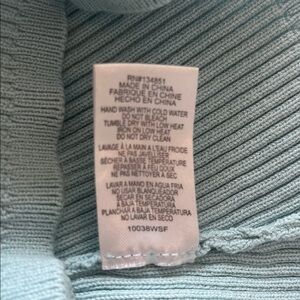 RN#134851
MADE IN CHINA
FABRIQUE EN CHINE
HECHO EN CHINA
HAND WASH WITH COLD WATER
DO NOT BLEACH
TUMBLE DRY WITH LOW HEAT
IRON ON LOW HEAT
DO NOT DRY CLEAN
LAVAGE À LA MAIN A L'EAU FROIDE
NE PAS JAVELLISER
SÉCHER À BASSE TEMPÉRATURE
REPASSER À FEU DOUX
NE PAS NETTOYER À SEC
LAVAR A MANO EN AGUA FRIA
NO USAR BLANQUEADOR
SECAR EN SECADORA
A BAJA TEMPERATURA
PLANCHAR A BAJA TEMPERATURA
NO LAVAR EN SECO
10038WSF